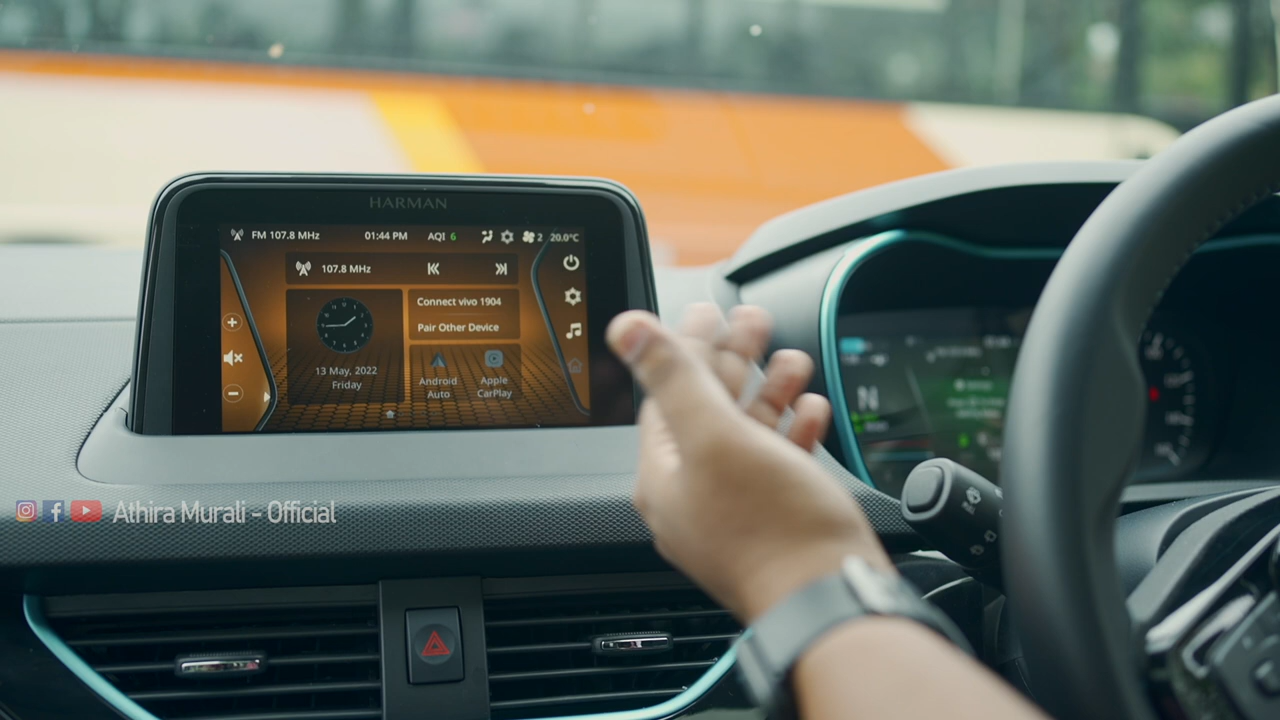 HARMAN
FM 107.8 MHz 01:44 PM AQI 6 2 20.0°C
107.8 MHz
Connect vivo 1904
Pair Other Device
13 May, 2022
Friday
Android
Auto
Apple
CarPlay
N
Athira Murali - Official